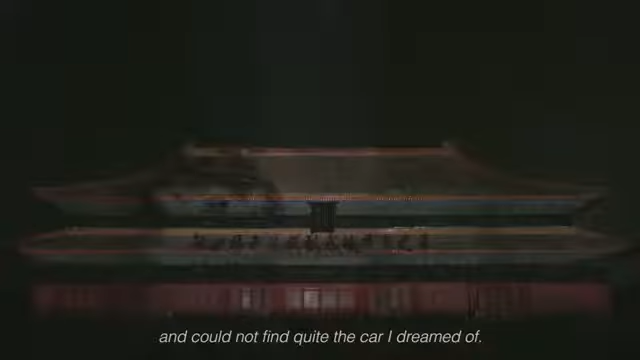 and could not find quite the car I dreamed of.